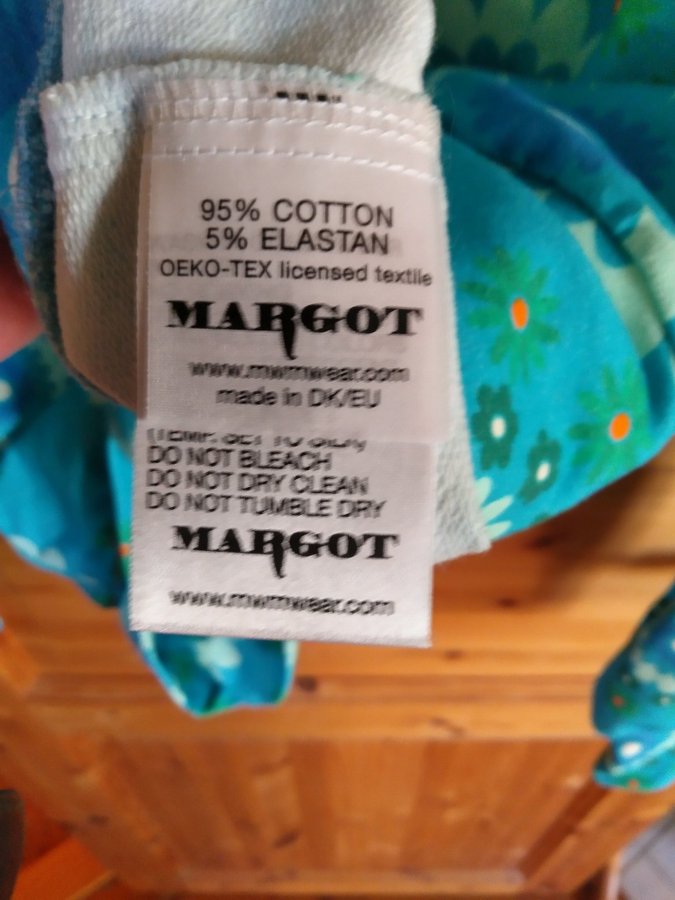 95% COTTON
5% ELASTAN
OEKO-TEX licensed textile
MARGOT
www.mwmwear.com
made in DK/EU
DO NOT BLEACH
DO NOT DRY CLEAN
DO NOT TUMBLE DRY
MARGOT
www.mwmwear.com